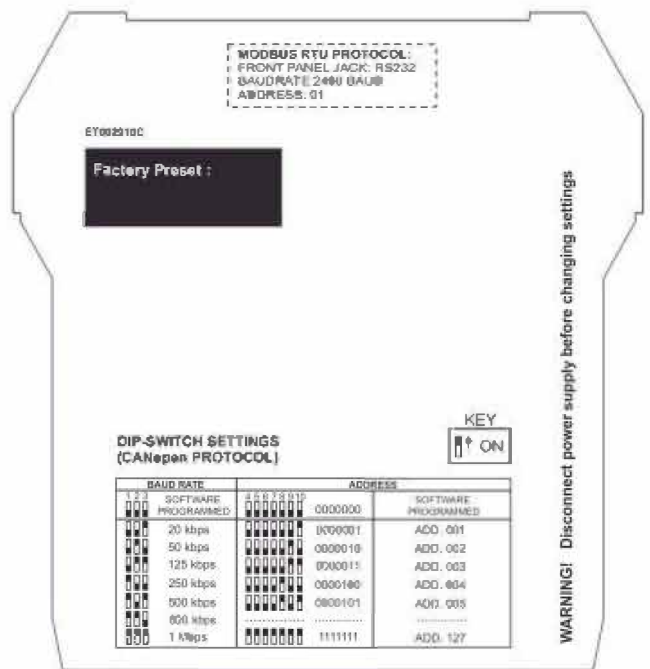 MODBUS RTU PROTOCOL:
FRONT PANEL JACK: RS232
BAUDRATE 2400 BAUD
ADDRESS: 01
ET002910C
Factory Preset :
WARNING! Disconnect power supply before changing settings
KEY
ON
DIP-SWITCH SETTINGS
(CANopen PROTOCOL)
BAUD RATE ADDRESS
1 2 3 SOFTWARE PROGRAMMED 4 5 6 7 8 9 10 0000000 SOFTWARE PROGRAMMED
20 kbps 0000001 ADD. 001
50 kbps 0000010 ADD. 002
125 kbps 0000011 ADD. 003
250 kbps 0000100 ADD. 004
500 kbps 0000101 ADD. 005
800 kbps ............... ...............
1 Mbps 1111111 ADD. 127